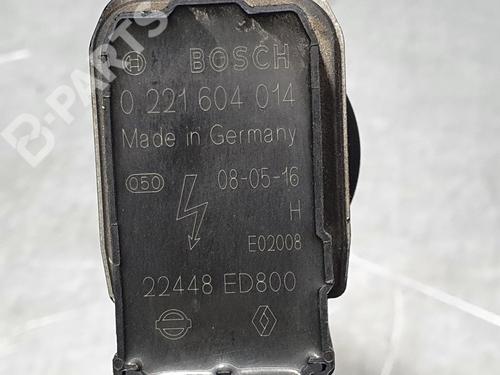 B-PARTS
BOSCH
0 221 604 014
Made in Germany
050 08-05-16
H
E02008
22448 ED800